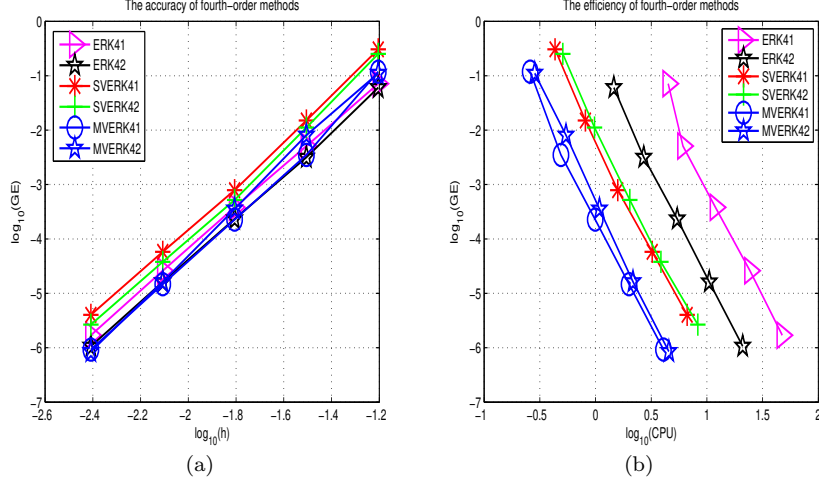 The accuracy of fourth-order methods
ERK41
ERK42
SVERK41
SVERK42
MVERK41
MVERK42
0
−1
−2
−3
−4
−5
−6
−7
log10(GE)
−2.6
−2.4
−2.2
−2
−1.8
−1.6
−1.4
−1.2
log10(h)
(a)
The efficiency of fourth-order methods
ERK41
ERK42
SVERK41
SVERK42
MVERK41
MVERK42
0
−1
−2
−3
−4
−5
−6
−7
log10(GE)
−1
−0.5
0
0.5
1
1.5
2
log10(CPU)
(b)